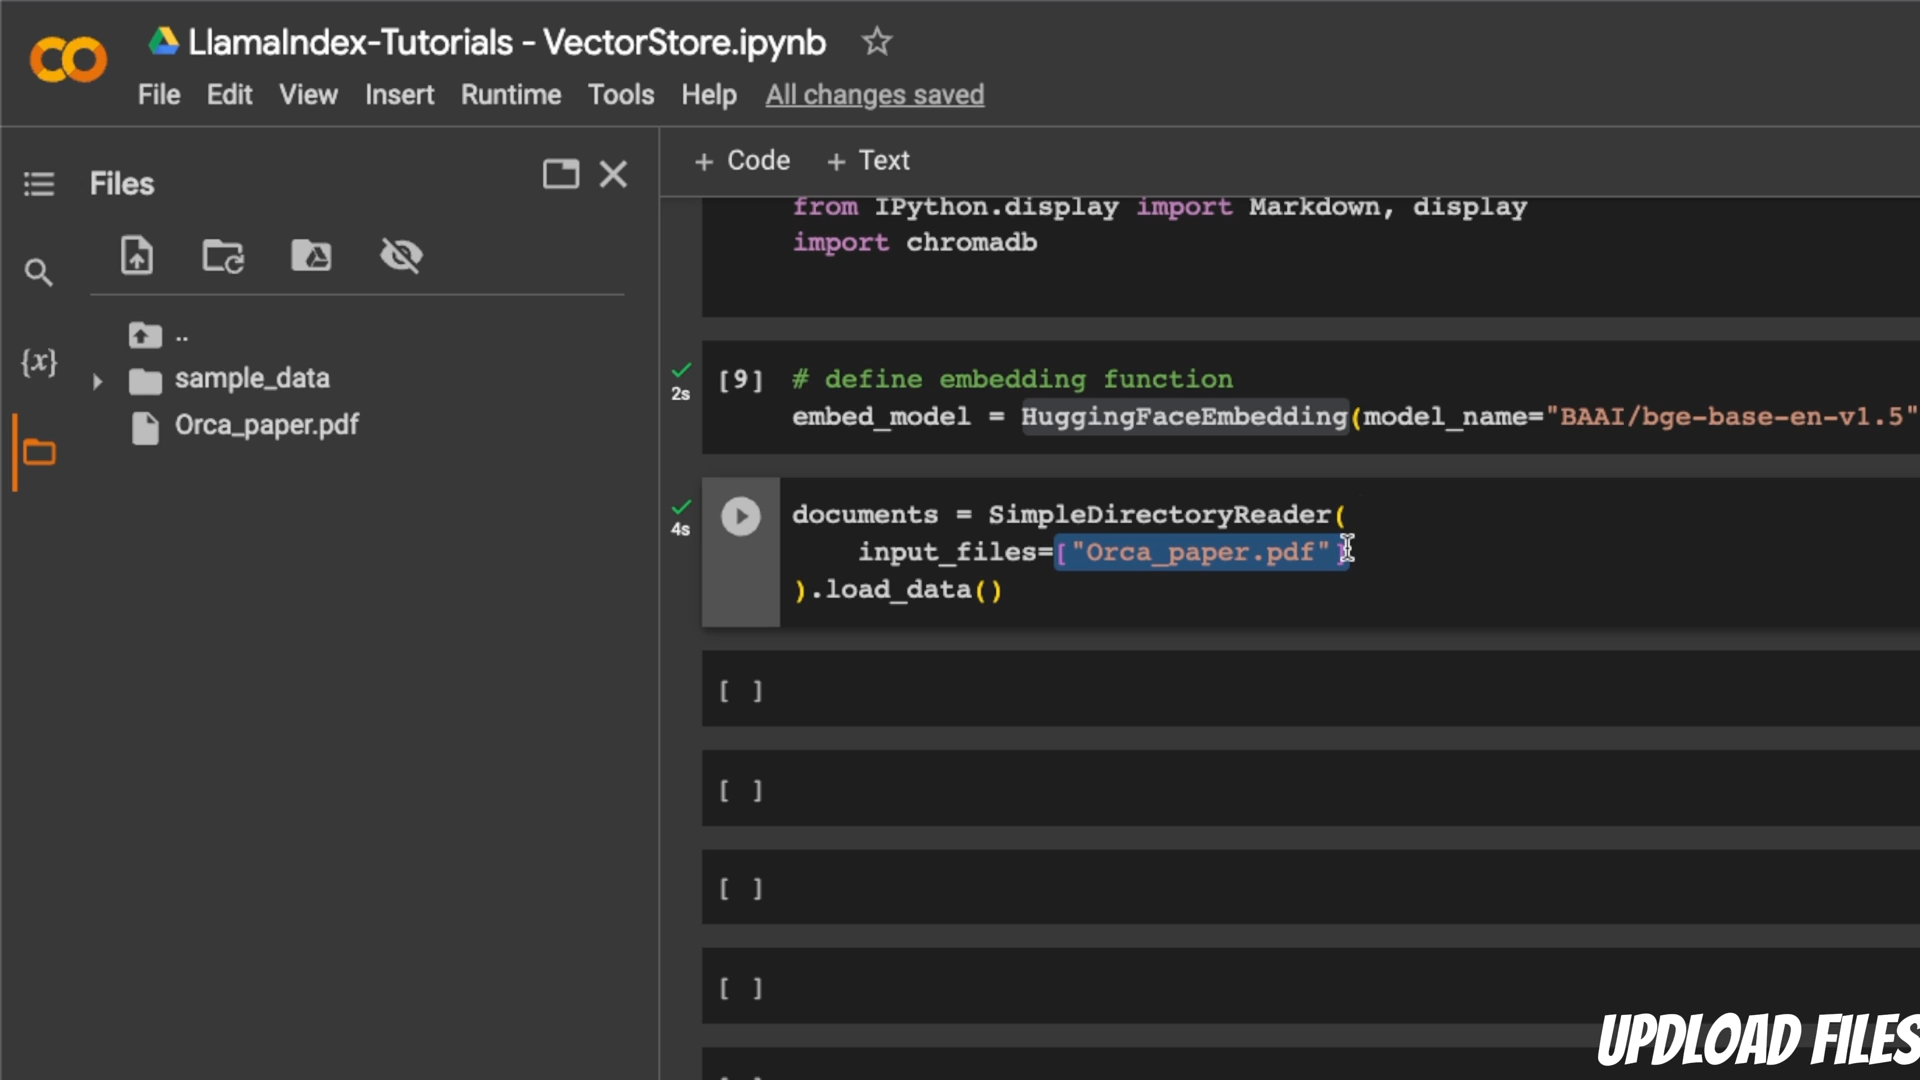 LlamaIndex-Tutorials - VectorStore.ipynb
File Edit View Insert Runtime Tools Help All changes saved
Files
..
sample_data
Orca_paper.pdf
{x}
+ Code + Text
from IPython.display import Markdown, display
import chromadb
2s
[9] # define embedding function
embed_model = HuggingFaceEmbedding(model_name="BAAI/bge-base-en-v1.5"
4s
documents = SimpleDirectoryReader(
input_files=["Orca_paper.pdf"]
).load_data()
[ ]
[ ]
[ ]
[ ]
UPDLOAD FILES